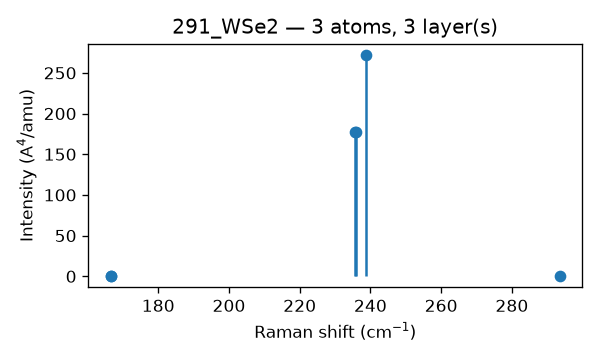 291_WSe2 — 3 atoms, 3 layer(s)
Intensity (A⁴/amu)
250
200
150
100
50
0
180 200 220 240 260 280
Raman shift (cm⁻¹)